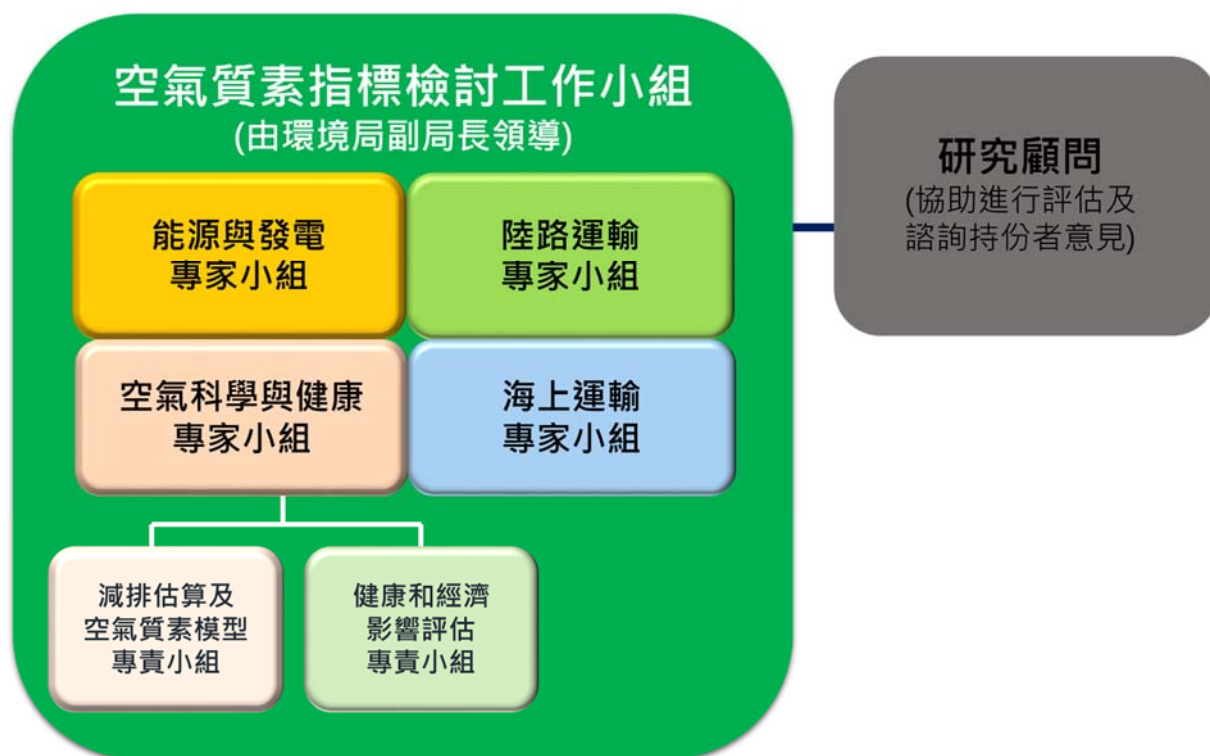 空氣質素指標檢討工作小組
(由環境局副局長領導)
能源與發電
專家小組
陸路運輸
專家小組
空氣科學與健康
專家小組
海上運輸
專家小組
減排估算及
空氣質素模型
專責小組
健康和經濟
影響評估
專責小組
研究顧問
(協助進行評估及
諮詢持份者意見)